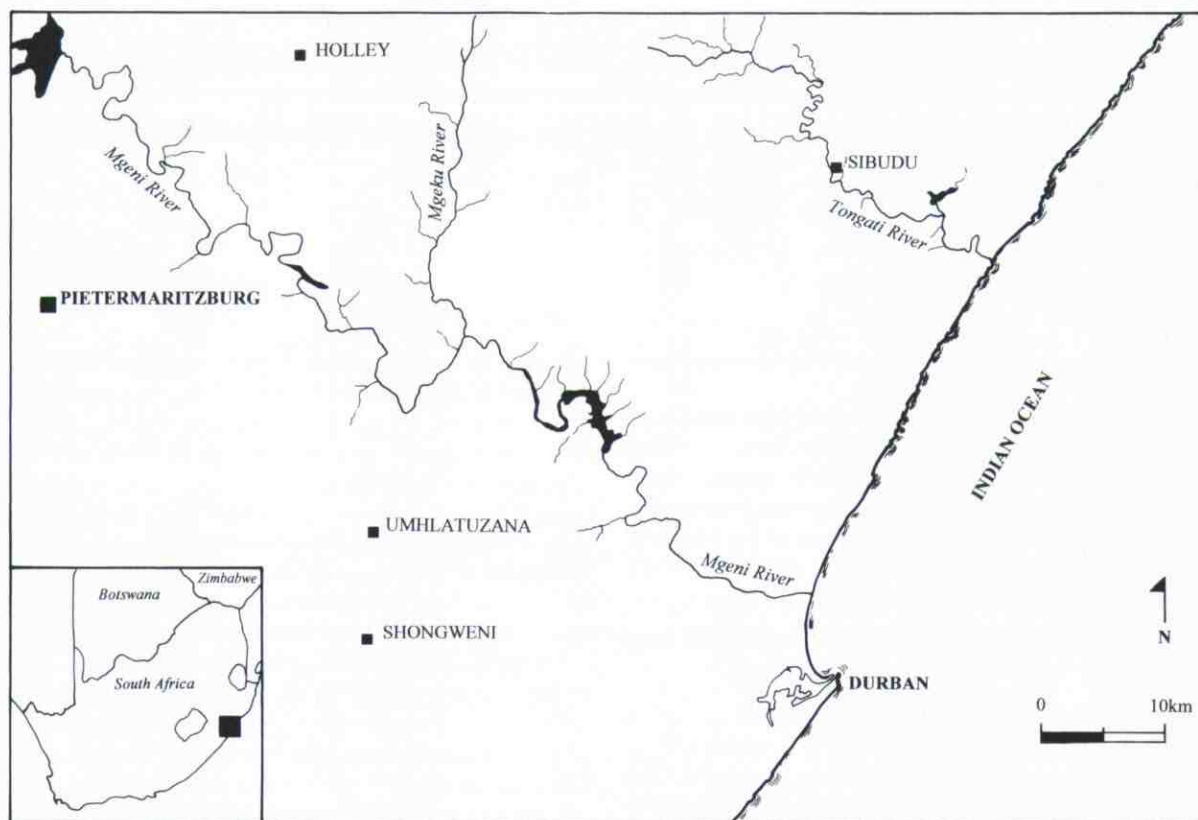 HOLLEY
Mgeni River
Mgeku River
SIBUDU
Tongati River
PIETERMARITZBURG
INDIAN OCEAN
UMHLATUZANA
Mgeni River
Zimbabwe
Botswana
South Africa
SHONGWENI
N
DURBAN
0 10km